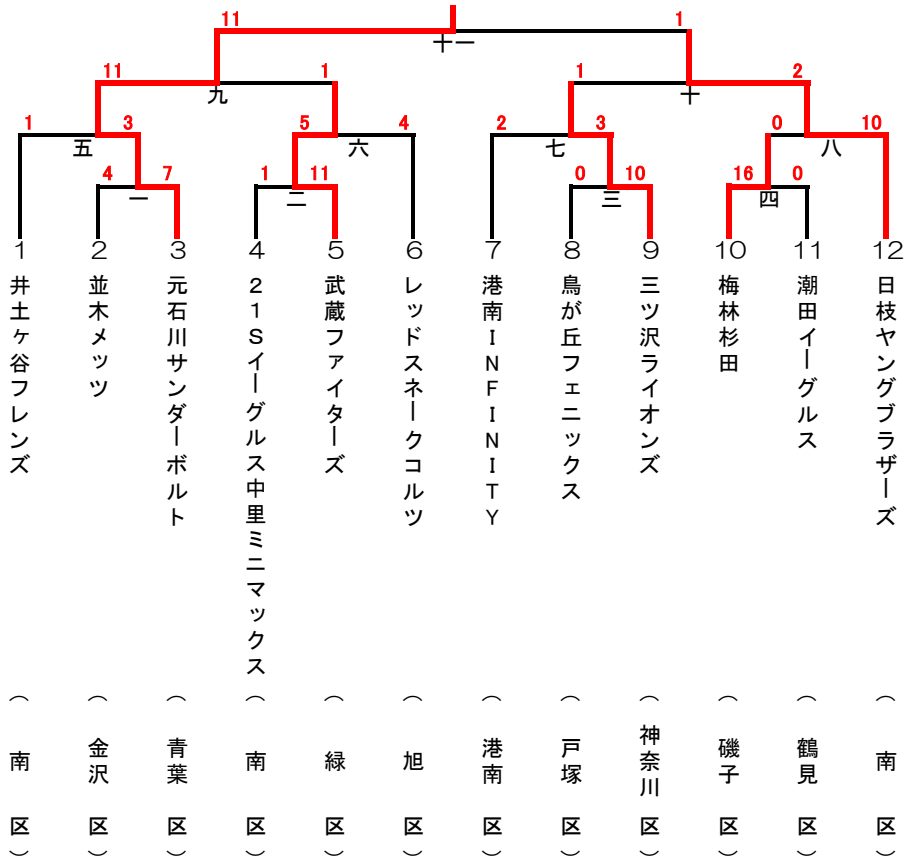 11
1
十一
11
1
1
2
九
十
1
3
5
4
2
3
0
10
五
六
七
八
4
7
1
11
0
10
16
0
一
二
三
四
1
2
3
4
5
6
7
8
9
10
11
12
井土ヶ谷フレンズ
並木メッツ
元石川サンダーボルト
21Sイーグルス中里ミニマックス
武蔵ファイターズ
レッドスネークコルツ
港南INFINITY
鳥が丘フェニックス
三ツ沢ライオンズ
梅林杉田
潮田イーグルス
日枝ヤングブラザーズ
（南区）
（金沢区）
（青葉区）
（南区）
（緑区）
（旭区）
（港南区）
（戸塚区）
（神奈川区）
（磯子区）
（鶴見区）
（南区）